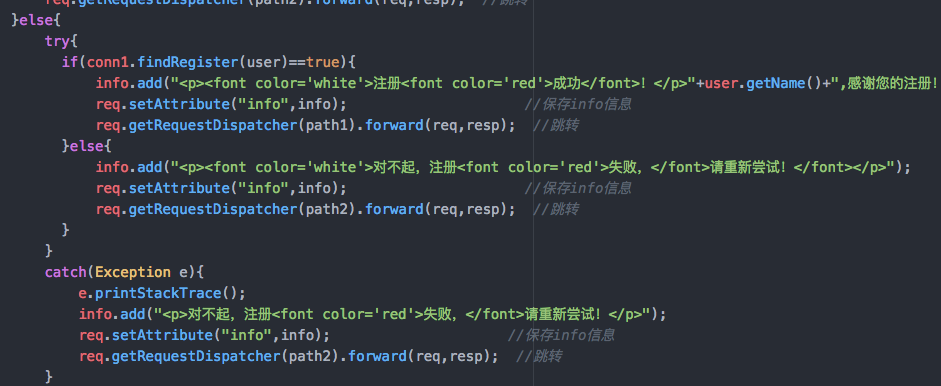 req.getRequestDispatcher(path2).forward(req,resp);  //跳转
}else{
    try{
      if(conn1.findRegister(user)==true){
          info.add("<p><font color='white'>注册<font color='red'>成功</font>! </p>"+user.getName()+",感谢您的注册!
          req.setAttribute("info",info);                     //保存info信息
          req.getRequestDispatcher(path1).forward(req,resp);  //跳转
      }else{
          info.add("<p><font color='white'>对不起，注册<font color='red'>失败，</font>请重新尝试! </font></p>");
          req.setAttribute("info",info);                     //保存info信息
          req.getRequestDispatcher(path2).forward(req,resp);  //跳转
      }
    }
    catch(Exception e){
        e.printStackTrace();
        info.add("<p>对不起，注册<font color='red'>失败，</font>请重新尝试! </p>");
        req.setAttribute("info",info);                     //保存info信息
        req.getRequestDispatcher(path2).forward(req,resp);  //跳转
    }